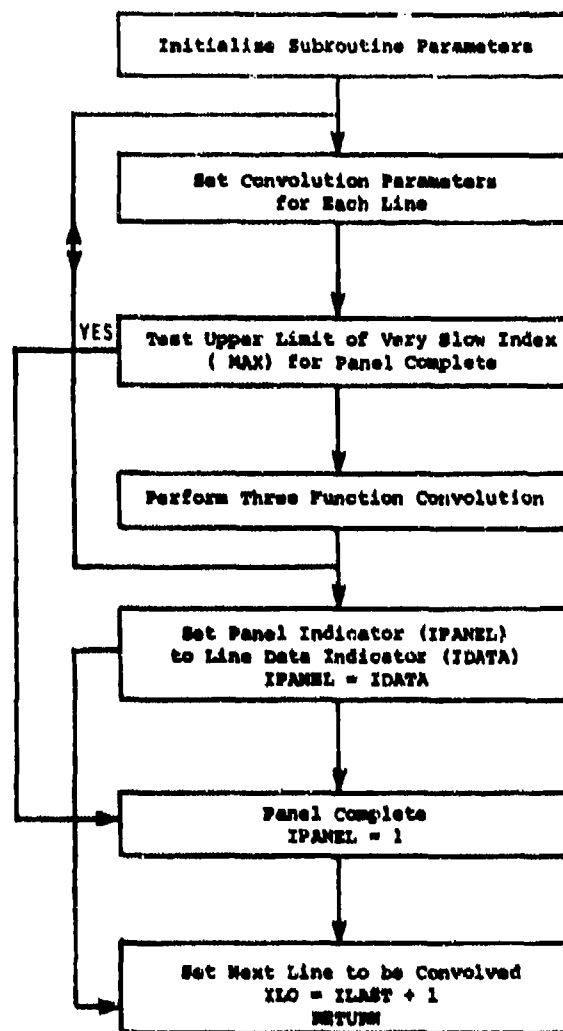 Initialize Subroutine Parameters
Set Convolution Parameters
for Each Line
YES
Test Upper Limit of Very Slow Index
( MAX) for Panel Complete
Perform Three Function Convolution
Set Panel Indicator (IPANEL)
to Line Data Indicator (IDATA)
IPANEL = IDATA
Panel Complete
IPANEL = 1
Set Next Line to be Convolved
ILO = ILAST + 1
RETURN